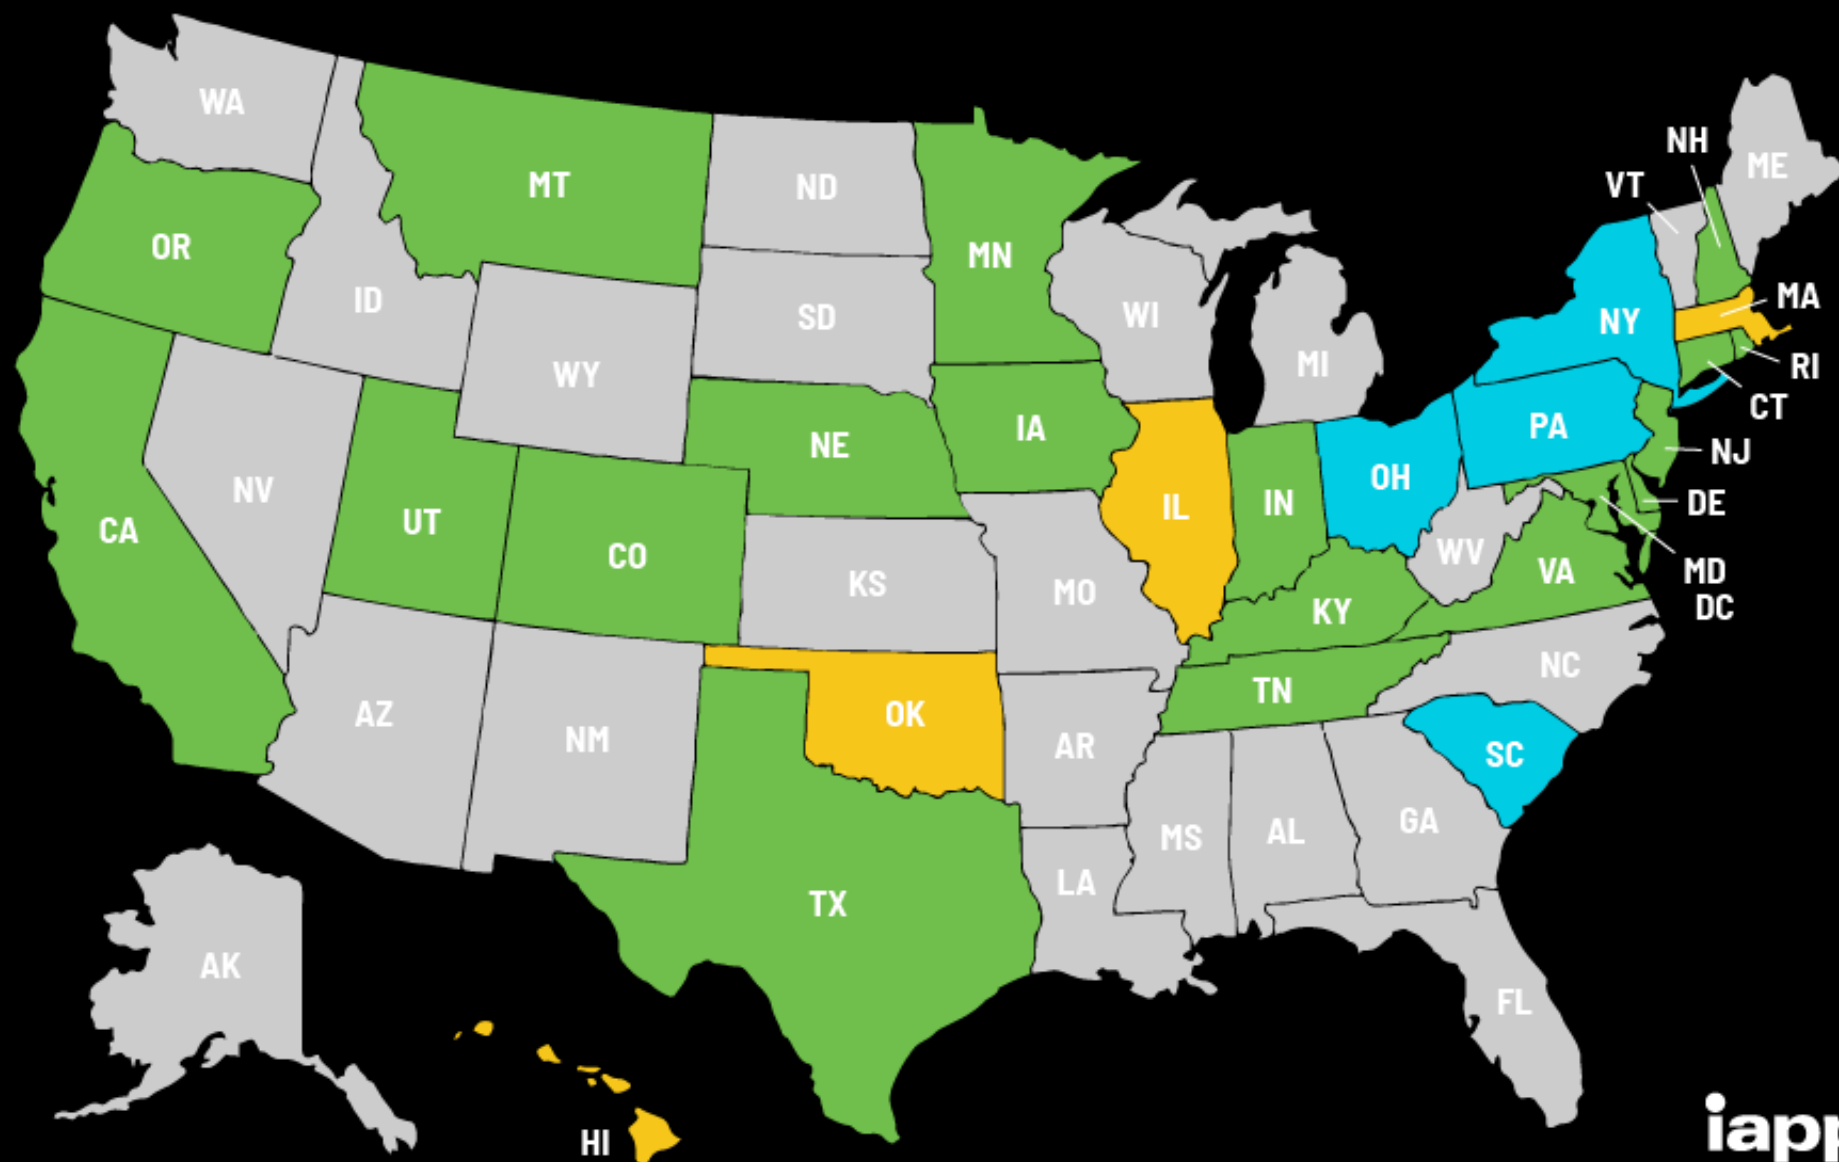 WA
MT
ND
MN
NH
ME
VT
OR
ID
SD
WI
MI
NY
MA
RI
CT
WY
NE
IA
PA
NJ
NV
UT
CO
IL
IN
OH
DE
CA
KS
MO
WV
VA
MD
DC
KY
NC
TN
AZ
NM
OK
AR
SC
MS
AL
GA
LA
TX
AK
FL
HI
iapp